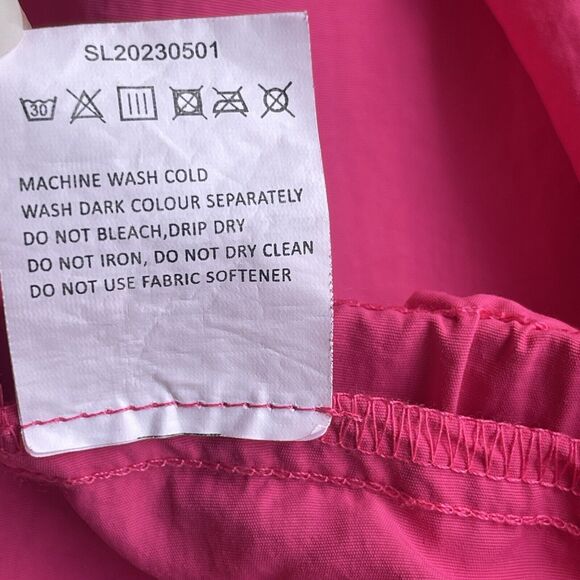 SL20230501
30
MACHINE WASH COLD
WASH DARK COLOUR SEPARATELY
DO NOT BLEACH,DRIP DRY
DO NOT IRON, DO NOT DRY CLEAN
DO NOT USE FABRIC SOFTENER